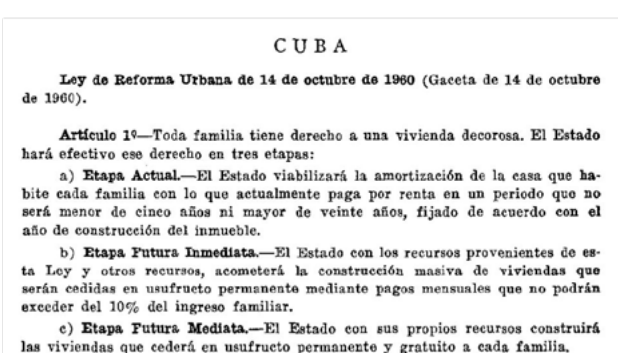 CUBA
Ley de Reforma Urbana de 14 de octubre de 1960 (Gaceta de 14 de octubre
de 1960).
Artículo 1º—Toda familia tiene derecho a una vivienda decorosa. El Estado
hará efectivo ese derecho en tres etapas:
a) Etapa Actual.—El Estado viabilizará la amortización de la casa que ha-
bite cada familia con lo que actualmente paga por renta en un periodo que no
será menor de cinco años ni mayor de veinte años, fijado de acuerdo con el
año de construcción del inmueble.
b) Etapa Futura Inmediata.—El Estado con los recursos provenientes de es-
ta Ley y otros recursos, acometerá la construcción masiva de viviendas que
serán cedidas en usufructo permanente mediante pagos mensuales que no podrán
exceder del 10% del ingreso familiar.
c) Etapa Futura Mediata.—El Estado con sus propios recursos construirá
las viviendas que cederá en usufructo permanente y gratuito a cada familia.